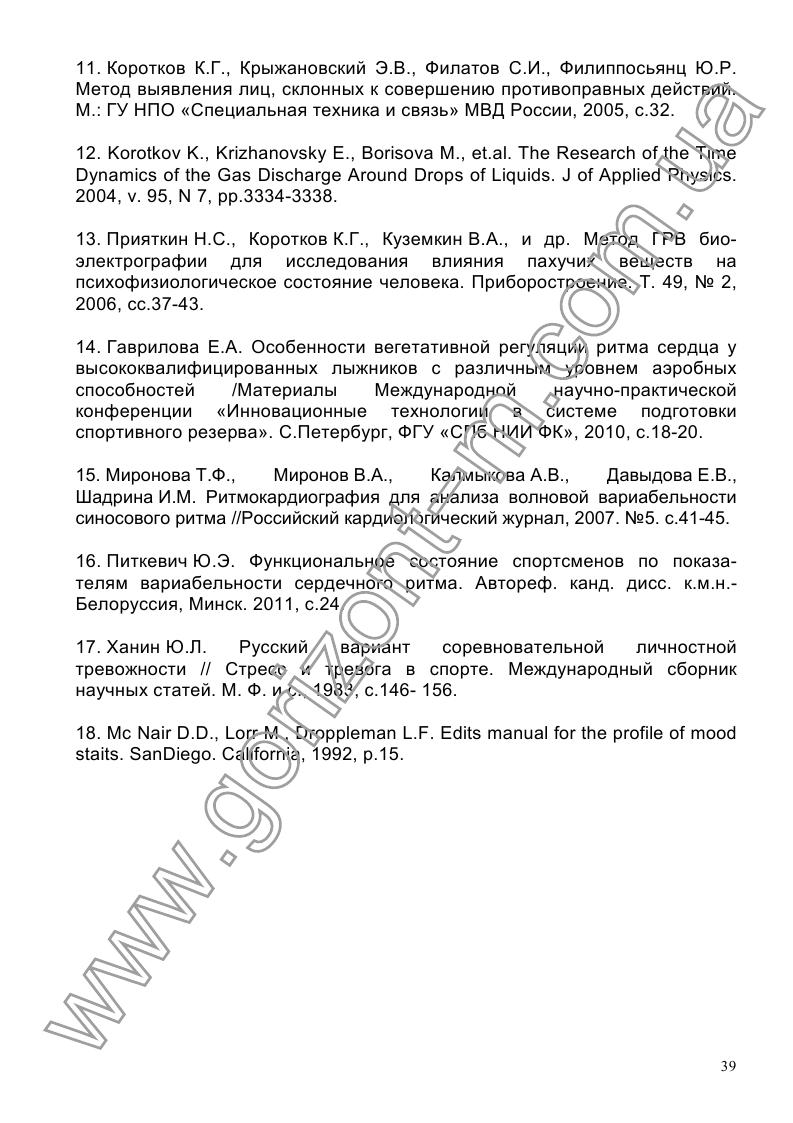 11. Коротков К.Г., Крыжановский Э.В., Филатов С.И., Филиппосьянц Ю.Р.
Метод выявления лиц, склонных к совершению противоправных действий.
М.: ГУ НПО «Специальная техника и связь» МВД России, 2005, с.32.
12. Korotkov K., Krizhanovsky E., Borisova M., et.al. The Research of the Time
Dynamics of the Gas Discharge Around Drops of Liquids. J of Applied Physics.
2004, v. 95, N 7, pp.3334-3338.
13. Прияткин Н.С., Коротков К.Г., Куземкин В.А., и др. Метод ГРВ био-
электрографии для исследования влияния пахучих веществ на
психофизиологическое состояние человека. Приборостроение. Т. 49, № 2,
2006, сс.37-43.
14. Гаврилова Е.А. Особенности вегетативной регуляции ритма сердца у
высококвалифицированных лыжников с различным уровнем аэробных
способностей /Материалы Международной научно-практической
конференции «Инновационные технологии в системе подготовки
спортивного резерва». С.Петербург, ФГУ «СПб НИИ ФК», 2010, с.18-20.
15. Миронова Т.Ф., Миронов В.А., Калмыкова А.В., Давыдова Е.В.,
Шадрина И.М. Ритмокардиография для анализа волновой вариабельности
синосового ритма //Российский кардиологический журнал, 2007. №5. с.41-45.
16. Питкевич Ю.Э. Функциональное состояние спортсменов по показа-
телям вариабельности сердечного ритма. Автореф. канд. дисс. к.м.н.-
Белоруссия, Минск. 2011, с.24.
17. Ханин Ю.Л. Русский вариант соревновательной личностной
тревожности // Стресс и тревога в спорте. Международный сборник
научных статей. М. Ф. и с., 1983, с.146- 156.
18. Mc Nair D.D., Lorr M., Droppleman L.F. Edits manual for the profile of mood
staits. SanDiego. California, 1992, p.15.
www.gorizont-m.com.ua
39